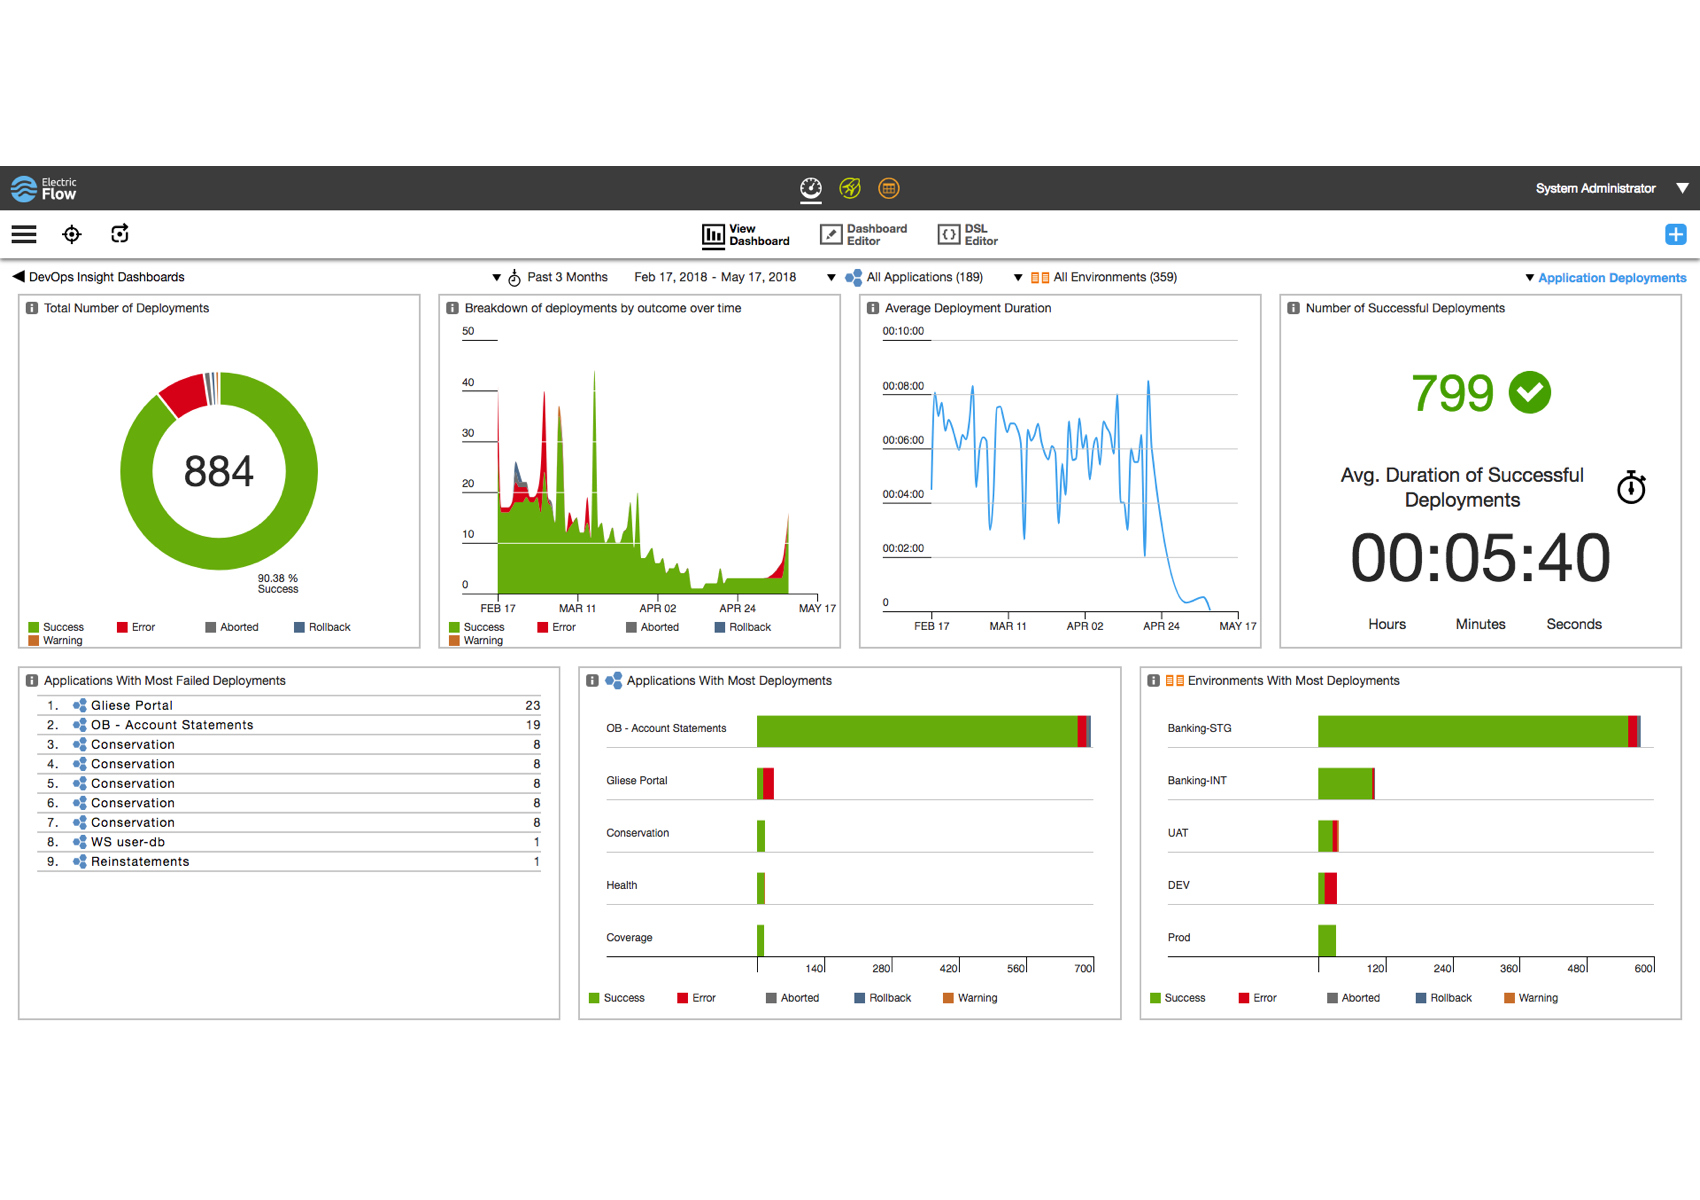 Electric
Flow
System Administrator
View
Dashboard
Dashboard
Editor
DSL
Editor
DevOps Insight Dashboards
Past 3 Months
Feb 17, 2018 - May 17, 2018
All Applications (189)
All Environments (359)
Application Deployments
Total Number of Deployments
884
90.38 %
Success
Success
Error
Aborted
Rollback
Warning
Breakdown of deployments by outcome over time
50
40
30
20
10
0
FEB 17
MAR 11
APR 02
APR 24
MAY 17
Success
Error
Aborted
Rollback
Warning
Average Deployment Duration
00:10:00
00:08:00
00:06:00
00:04:00
00:02:00
0
FEB 17
MAR 11
APR 02
APR 24
MAY 17
Number of Successful Deployments
799
Avg. Duration of Successful
Deployments
00:05:40
Hours
Minutes
Seconds
Applications With Most Failed Deployments
1. Gliese Portal 23
2. OB - Account Statements 19
3. Conservation 8
4. Conservation 8
5. Conservation 8
6. Conservation 8
7. Conservation 8
8. WS user-db 1
9. Reinstatements 1
Applications With Most Deployments
OB - Account Statements
Gliese Portal
Conservation
Health
Coverage
140 280 420 560 700
Success
Error
Aborted
Rollback
Warning
Environments With Most Deployments
Banking-STG
Banking-INT
UAT
DEV
Prod
120 240 360 480 600
Success
Error
Aborted
Rollback
Warning